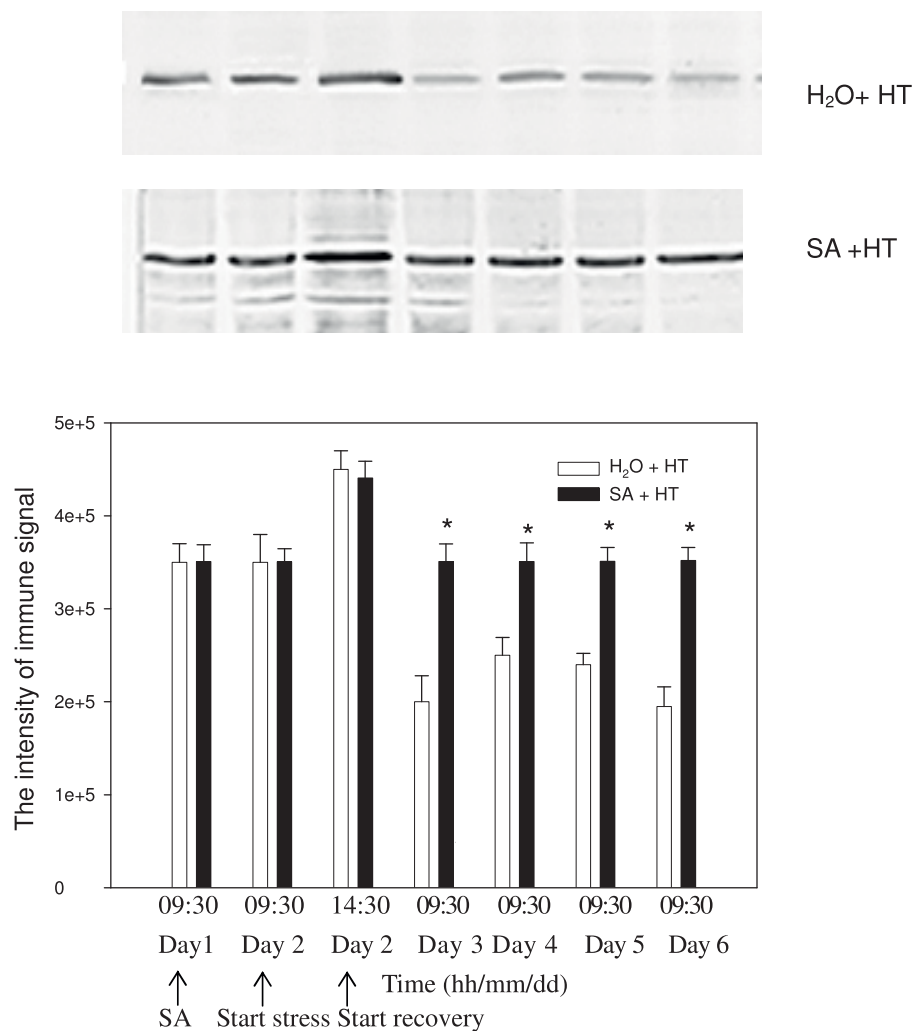 H₂O+ HT
SA +HT
The intensity of immune signal
5e+5
4e+5
3e+5
2e+5
1e+5
0
H₂O + HT
SA + HT
* * * *
09:30 09:30 14:30 09:30 09:30 09:30 09:30
Day1 Day 2 Day 2 Day 3 Day 4 Day 5 Day 6
Time (hh/mm/dd)
SA Start stress Start recovery